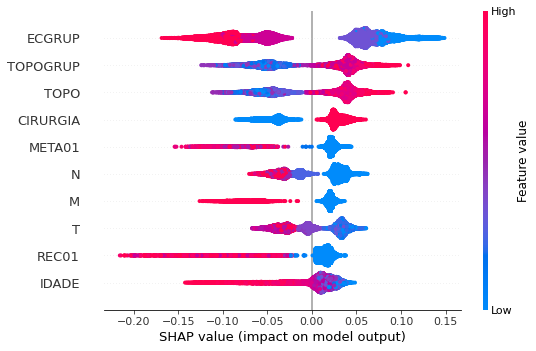 High
ECGRUP
TOPOGRUP
TOPO
CIRURGIA
META01
N
M
T
REC01
IDADE
Feature value
Low
−0.20 −0.15 −0.10 −0.05 0.00 0.05 0.10 0.15
SHAP value (impact on model output)